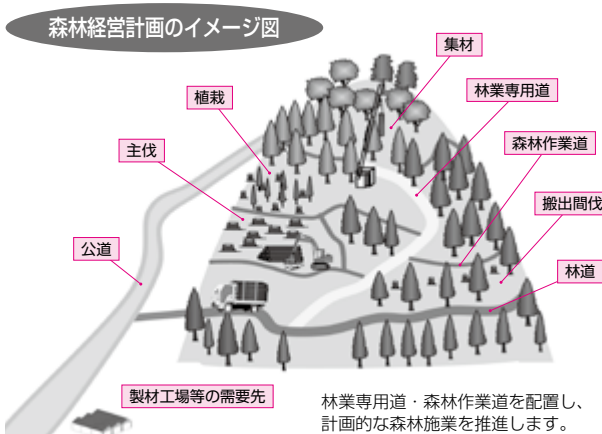 森林経営計画のイメージ図
集材
植栽
林業専用道
主伐
森林作業道
搬出間伐
公道
林道
製材工場等の需要先
林業専用道・森林作業道を配置し、
計画的な森林施業を推進します。